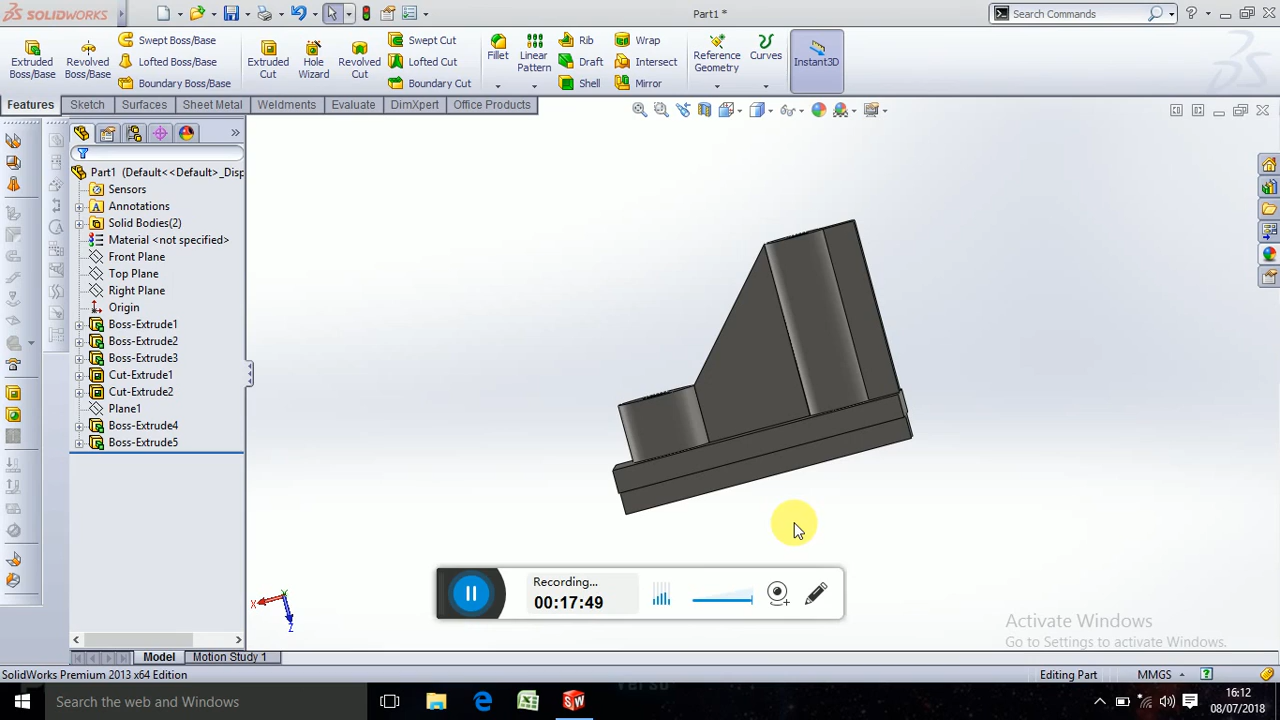 SOLIDWORKS
Part1 *
Search Commands
Extruded Boss/Base
Revolved Boss/Base
Swept Boss/Base
Lofted Boss/Base
Boundary Boss/Base
Extruded Cut
Hole Wizard
Revolved Cut
Swept Cut
Lofted Cut
Boundary Cut
Fillet
Linear Pattern
Rib
Draft
Shell
Wrap
Intersect
Mirror
Reference Geometry
Curves
Instant3D
Features
Sketch
Surfaces
Sheet Metal
Weldments
Evaluate
DimXpert
Office Products
Part1 (Default<<Default>_Disp
Sensors
Annotations
Solid Bodies(2)
Material <not specified>
Front Plane
Top Plane
Right Plane
Origin
Boss-Extrude1
Boss-Extrude2
Boss-Extrude3
Cut-Extrude1
Cut-Extrude2
Plane1
Boss-Extrude4
Boss-Extrude5
X
Y
Z
Recording...
00:17:49
Activate Windows
Go to Settings to activate Windows.
Model
Motion Study 1
SolidWorks Premium 2013 x64 Edition
Editing Part
MMGS
Search the web and Windows
16:12
08/07/2018